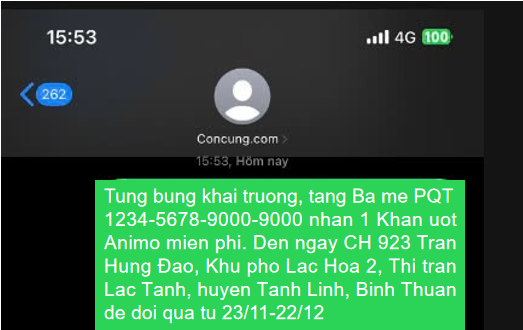 15:53
4G 100
262
Concung.com
15:53, Hôm nay
Tung bung khai truong, tang Ba me PQT
1234-5678-9000-9000 nhan 1 Khan uot
Animo mien phi. Den ngay CH 923 Tran
Hung Đao, Khu pho Lac Hoa 2, Thi tran
Lac Tanh, huyen Tanh Linh, Binh Thuan
de doi qua tu 23/11-22/12